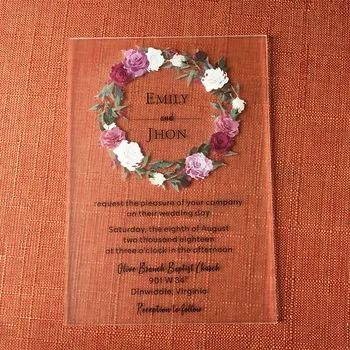 EMILY
and
JHON
request the pleasure of your company
on their wedding day
Saturday, the eighth of August
two thousand eighteen
at three o'clock in the afternoon
Olive Branch Baptist Church
901 W 34"
Dinwiddie, Virginia
Reception to follow